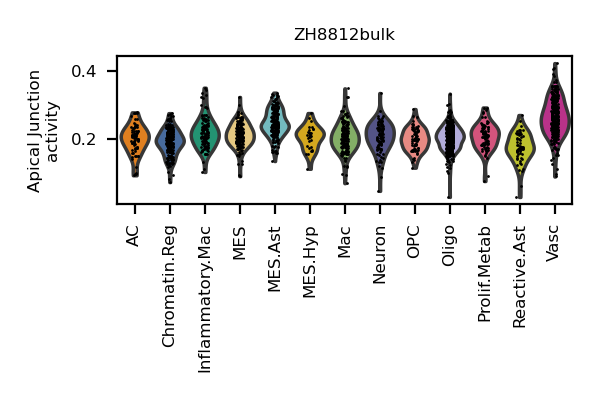 ZH8812bulk
Apical Junction
activity
0.4
0.2
AC
Chromatin.Reg
Inflammatory.Mac
MES
MES.Ast
MES.Hyp
Mac
Neuron
OPC
Oligo
Prolif.Metab
Reactive.Ast
Vasc